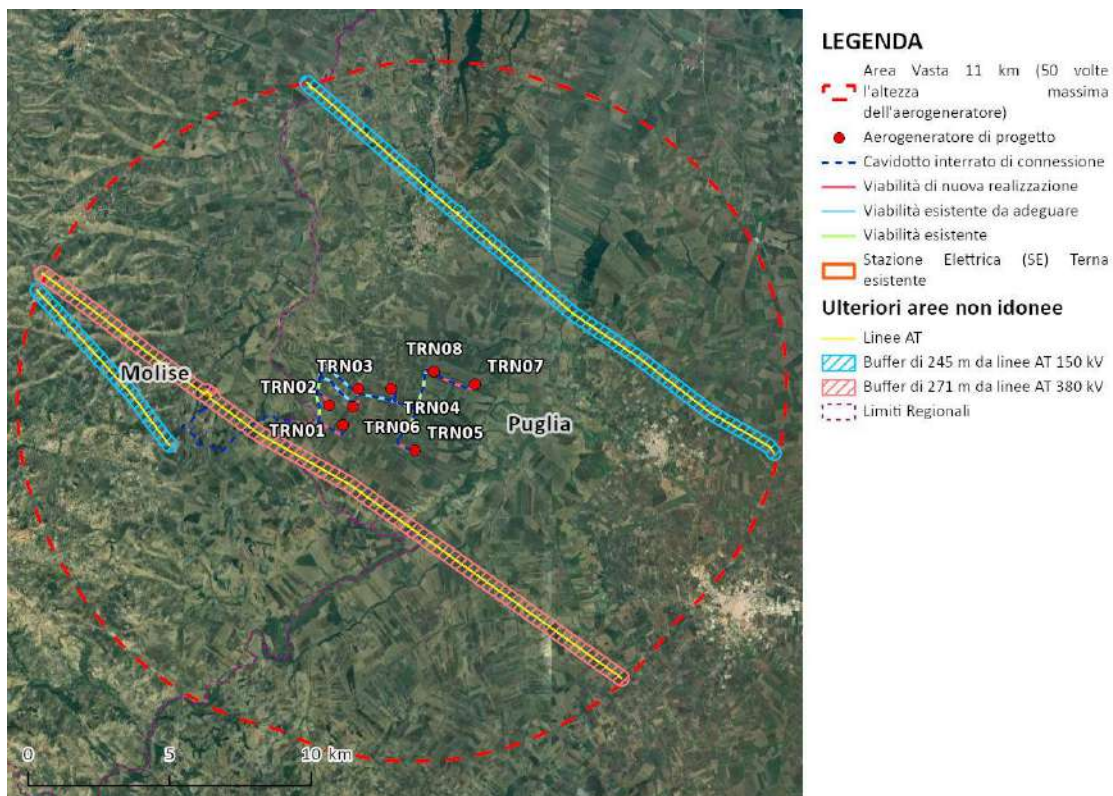 TRN08
TRN03
TRN07
Molise
TRN02
TRN04
Puglia
TRN01
TRN06
TRN05
0 5 10 km
LEGENDA
Area Vasta 11 km (50 volte
l'altezza massima
dell'aerogeneratore)
Aerogeneratore di progetto
Cavidotto interrato di connessione
Viabilità di nuova realizzazione
Viabilità esistente da adeguare
Viabilità esistente
Stazione Elettrica (SE) Terna
esistente
Ulteriori aree non idonee
Linee AT
Buffer di 245 m da linee AT 150 kV
Buffer di 271 m da linee AT 380 kV
Limiti Regionali